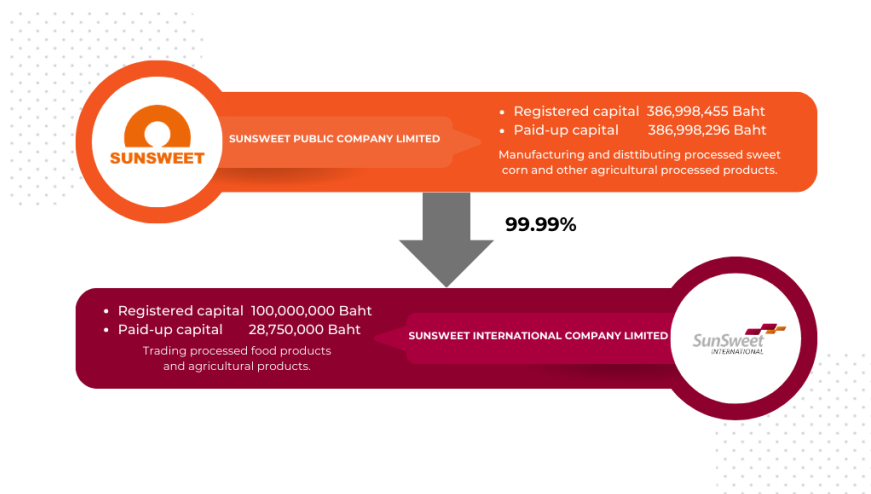 SUNSWEET
SUNSWEET PUBLIC COMPANY LIMITED
• Registered capital 386,998,455 Baht
• Paid-up capital 386,998,296 Baht
Manufacturing and disttibuting processed sweet
corn and other agricultural processed products.
99.99%
• Registered capital 100,000,000 Baht
• Paid-up capital 28,750,000 Baht
Trading processed food products
and agricultural products.
SUNSWEET INTERNATIONAL COMPANY LIMITED
SunSweet
INTERNATIONAL